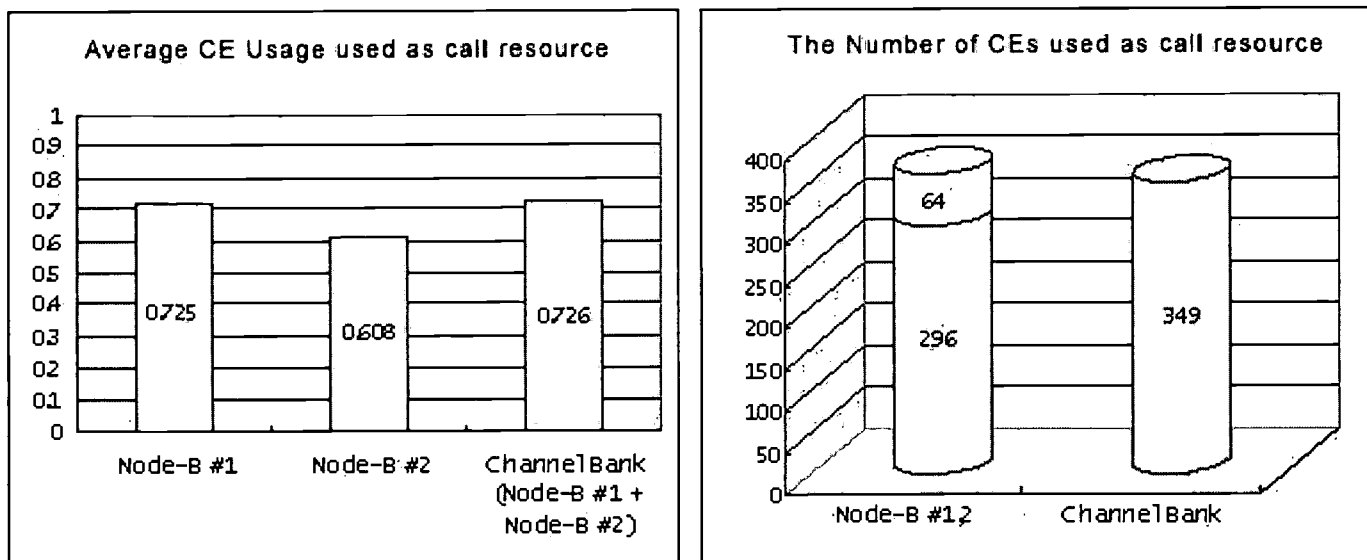 Average CE Usage used as call resource
1
0.9
0.8
0.7
0.6
0.5
0.4
0.3
0.2
0.1
0
0.725
0.608
0.726
Node-B #1
Node-B #2
ChannelBank
(Node-B #1 +
Node-B #2)
The Number of CEs used as call resource
400
350
300
250
200
150
100
50
0
64
296
349
Node-B #1,2
ChannelBank